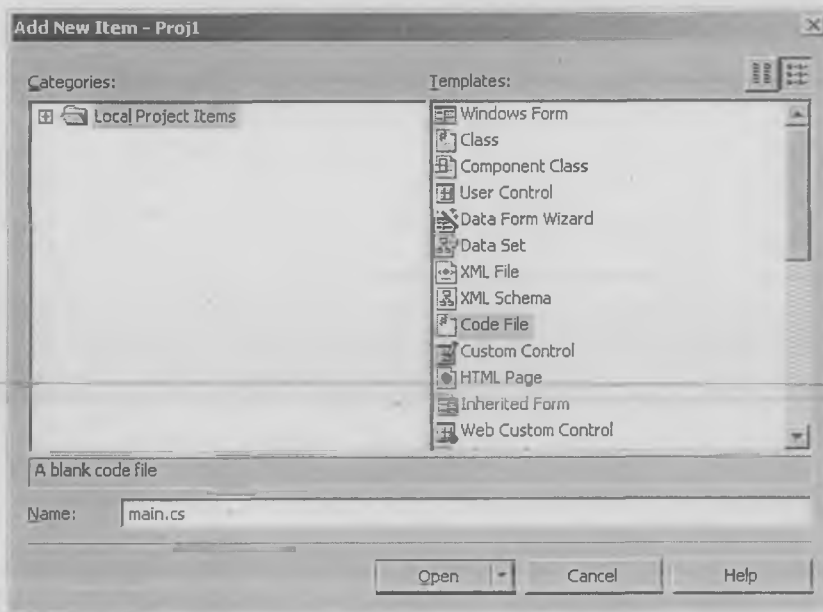 Add New Item - Proj1
Categories:
Templates:
Local Project Items
Windows Form
Class
Component Class
User Control
Data Form Wizard
Data Set
XML File
XML Schema
Code File
Custom Control
HTML Page
Inherited Form
Web Custom Control
A blank code file
Name:
main.cs
Open
Cancel
Help